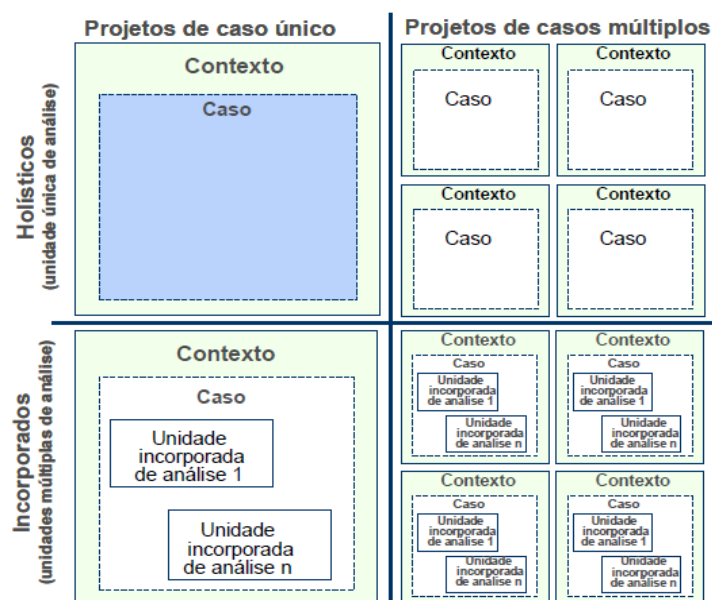 Projetos de caso único
Projetos de casos múltiplos
Holísticos
(unidade única de análise)
Contexto
Caso
Contexto
Caso
Contexto
Caso
Contexto
Caso
Contexto
Caso
Incorporados
(unidades múltiplas de análise)
Contexto
Caso
Unidade
incorporada
de análise 1
Unidade
incorporada
de análise n
Contexto
Caso
Unidade
incorporada
de análise 1
Unidade
incorporada
de análise n
Contexto
Caso
Unidade
incorporada
de análise 1
Unidade
incorporada
de análise n
Contexto
Caso
Unidade
incorporada
de análise 1
Unidade
incorporada
de análise n
Contexto
Caso
Unidade
incorporada
de análise 1
Unidade
incorporada
de análise n